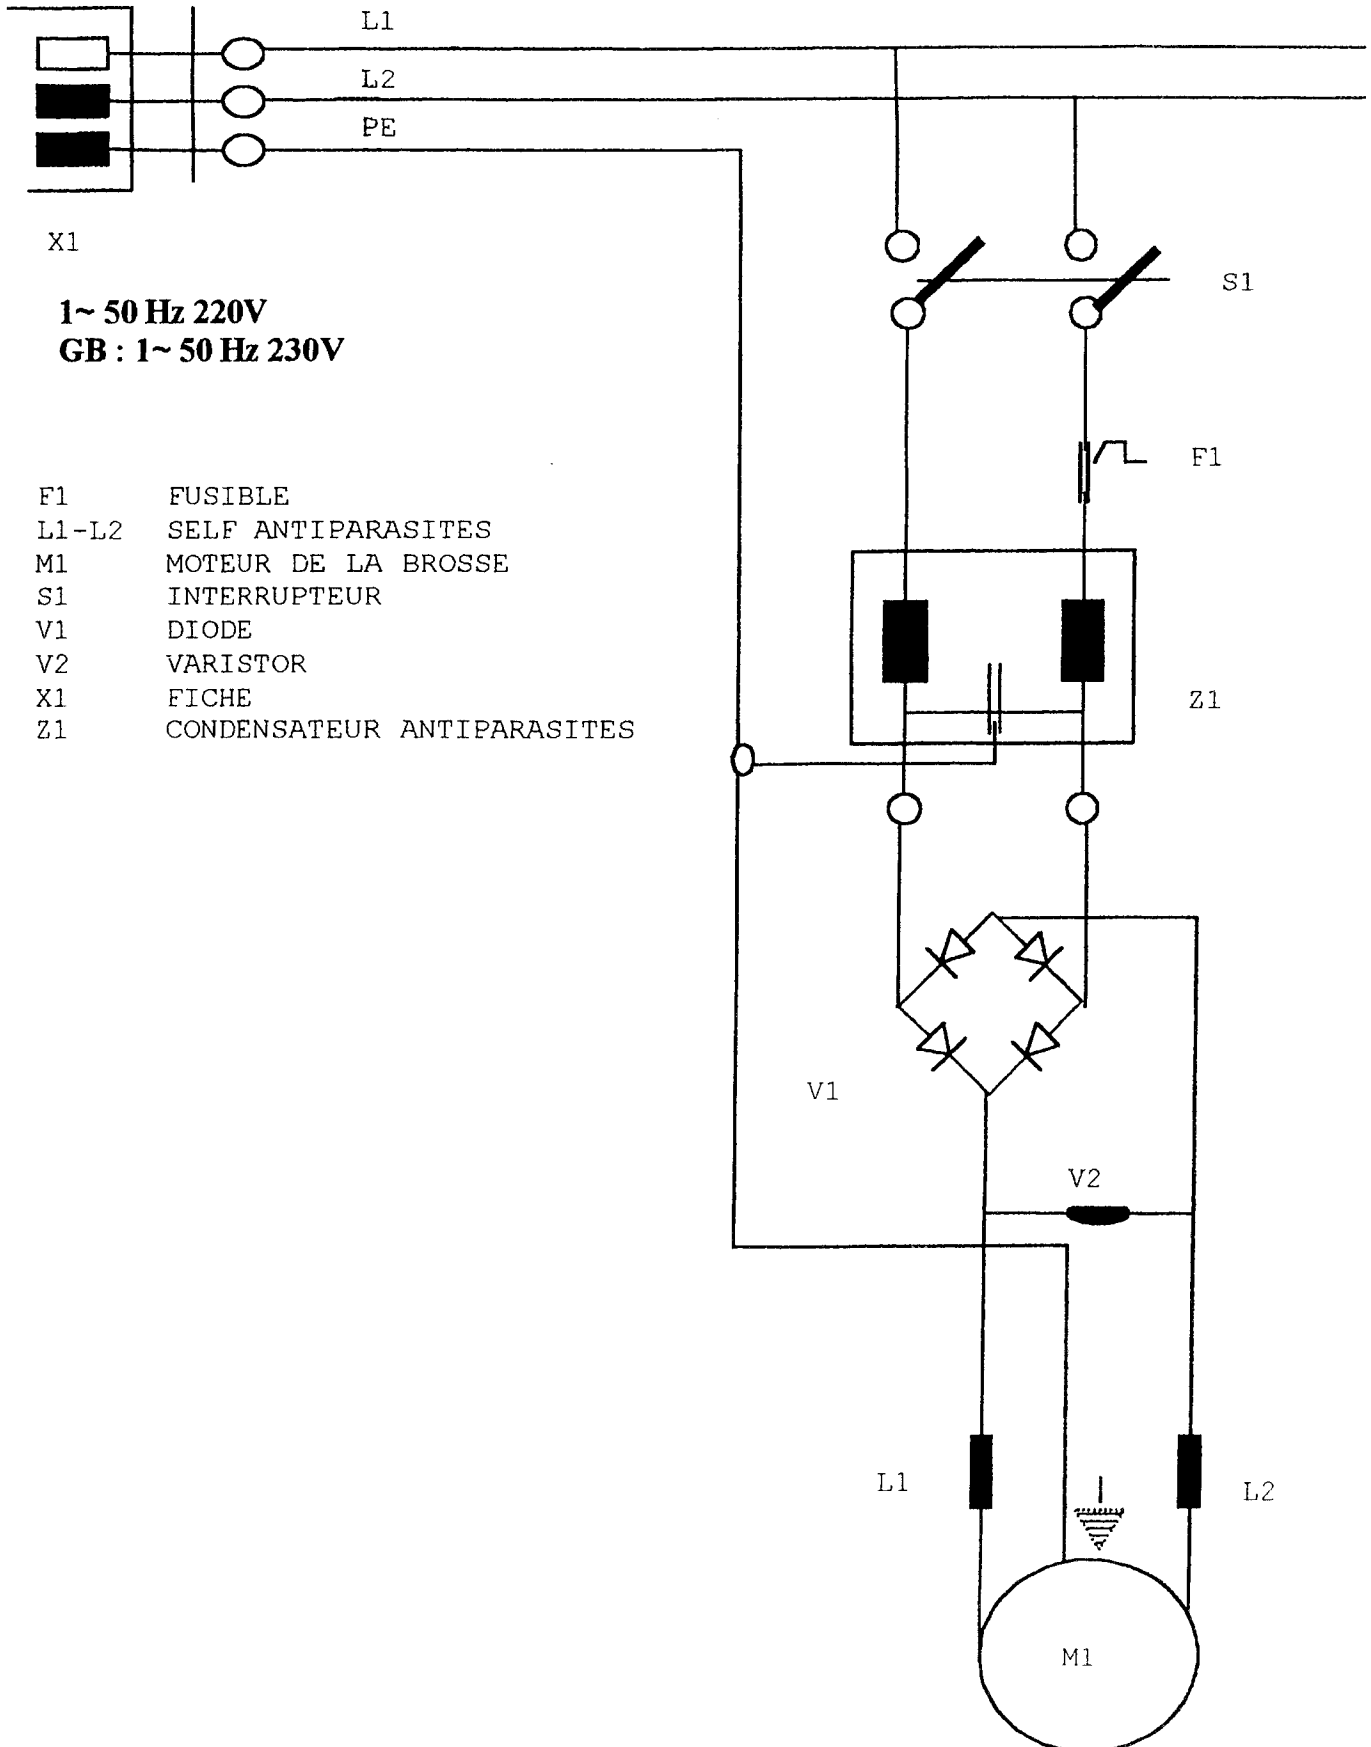 L1
L2
PE
X1
S1
1~ 50 Hz 220V
GB : 1~ 50 Hz 230V
F1
F1 FUSIBLE
L1-L2 SELF ANTIPARASITES
M1 MOTEUR DE LA BROSSE
S1 INTERRUPTEUR
V1 DIODE
V2 VARISTOR
X1 FICHE
Z1 CONDENSATEUR ANTIPARASITES
Z1
V1
V2
L1
L2
M1